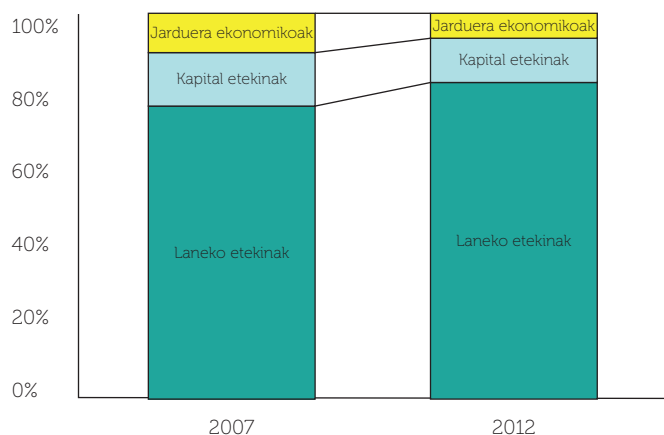 100%
80%
60%
40%
20%
0%
Jarduera ekonomikoak
Kapital etekinak
Laneko etekinak
Jarduera ekonomikoak
Kapital etekinak
Laneko etekinak
2007
2012